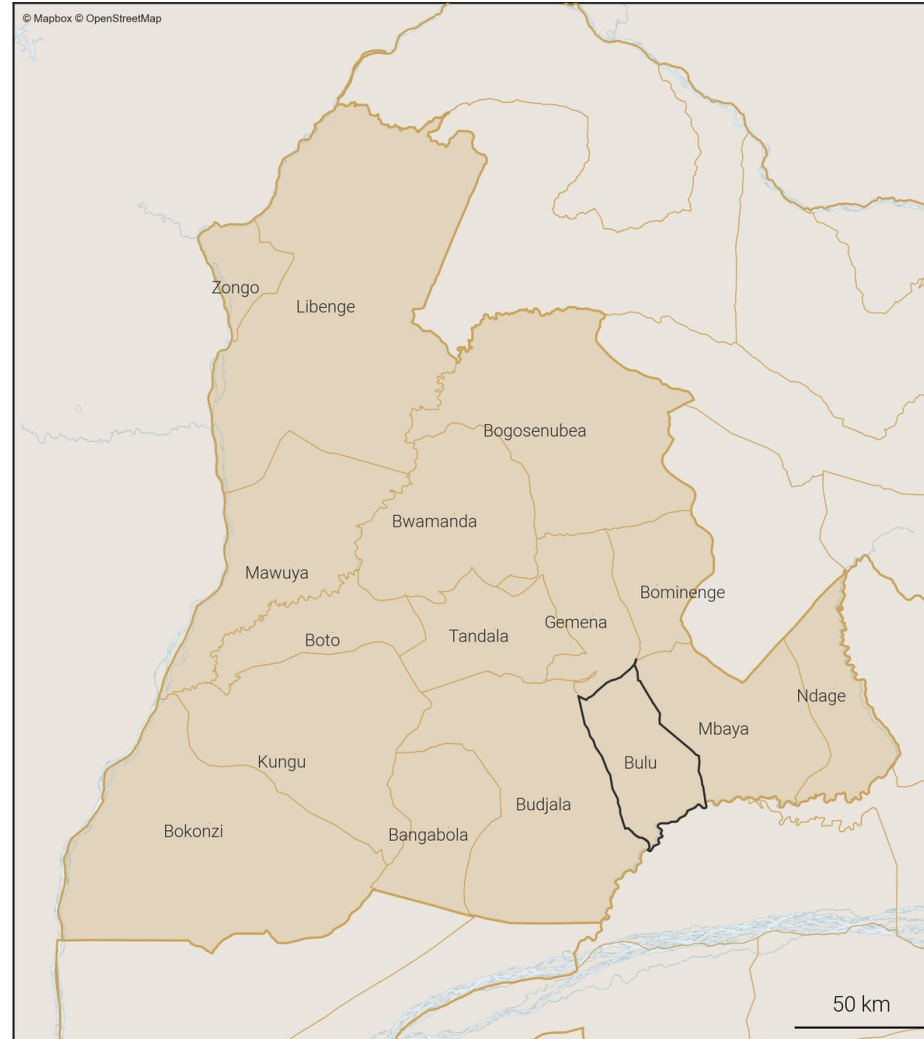 © Mapbox © OpenStreetMap
Zongo
Libenge
Bogosenubea
Bwamanda
Mawuya
Bominenge
Gemena
Boto
Tandala
Ndage
Mbaya
Kungu
Bulu
Budjala
Bokonzi
Bangabola
50 km